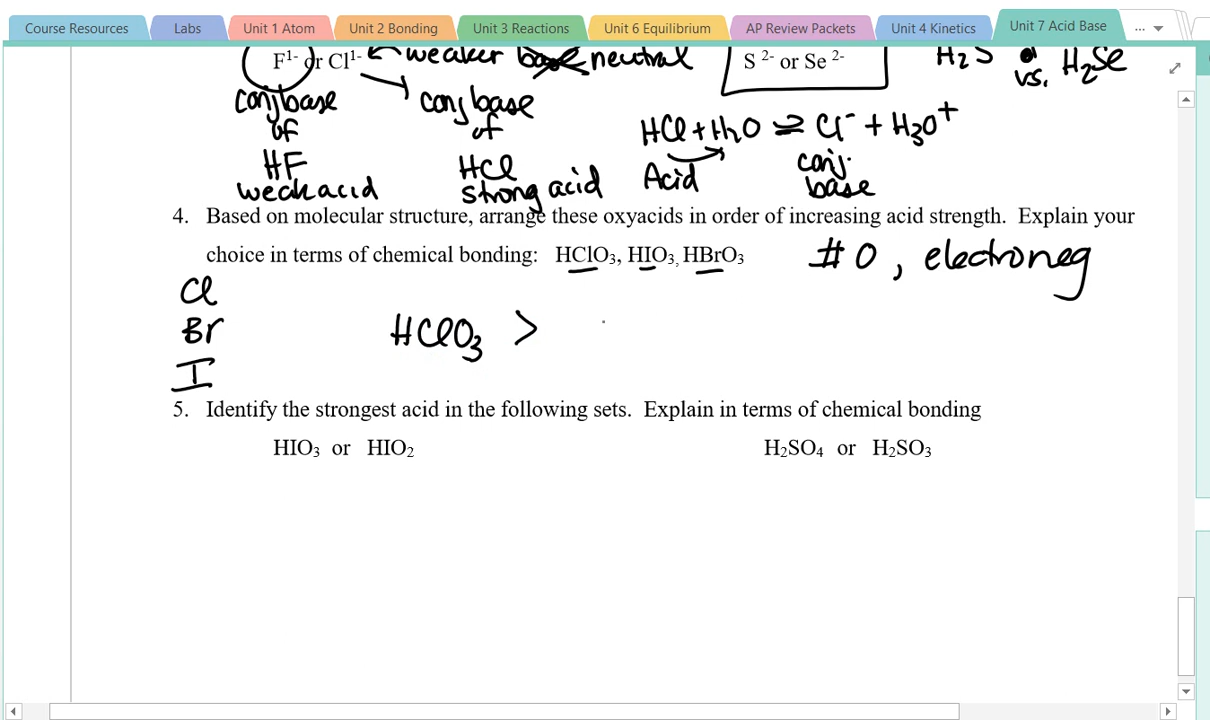 Course Resources Labs Unit 1 Atom Unit 2 Bonding Unit 3 Reactions Unit 6 Equilibrium AP Review Packets Unit 4 Kinetics Unit 7 Acid Base ...
F1- or Cl1- weaker base neutral S 2- or Se 2- H2S vs. H2Se
conj base of HF weak acid
conj base of HCl strong acid
HCl + H2O ⇌ Cl- + H3O+
Acid conj. base
4. Based on molecular structure, arrange these oxyacids in order of increasing acid strength. Explain your
choice in terms of chemical bonding: HClO3, HIO3, HBrO3 # O, electroneg
Cl
Br
I
HClO3 >
5. Identify the strongest acid in the following sets. Explain in terms of chemical bonding
HIO3 or HIO2 H2SO4 or H2SO3